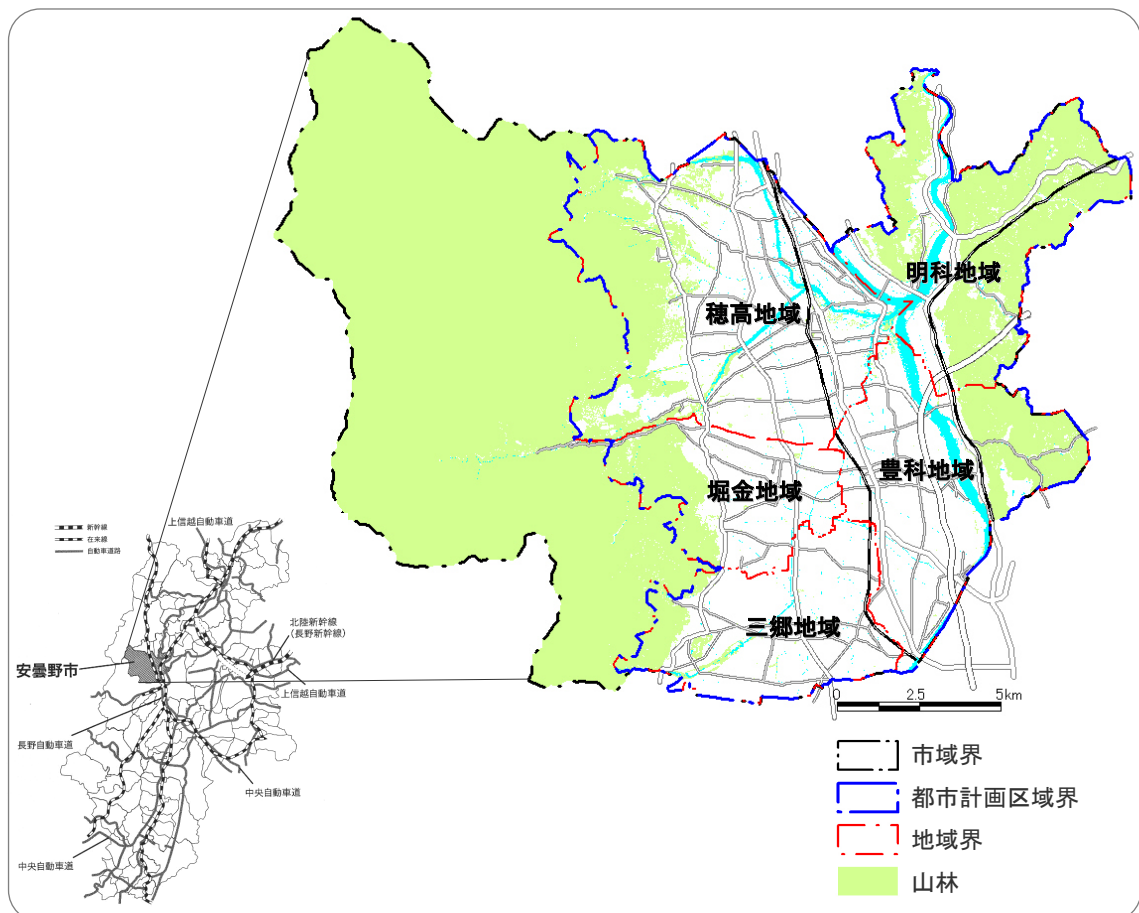 明科地域
穂高地域
豊科地域
堀金地域
三郷地域
0 2.5 5km
市域界
都市計画区域界
地域界
山林
新幹線
在来線
自動車道路
上信越自動車道
北陸新幹線
(長野新幹線)
安曇野市
上信越自動車道
長野自動車道
中央自動車道
中央自動車道